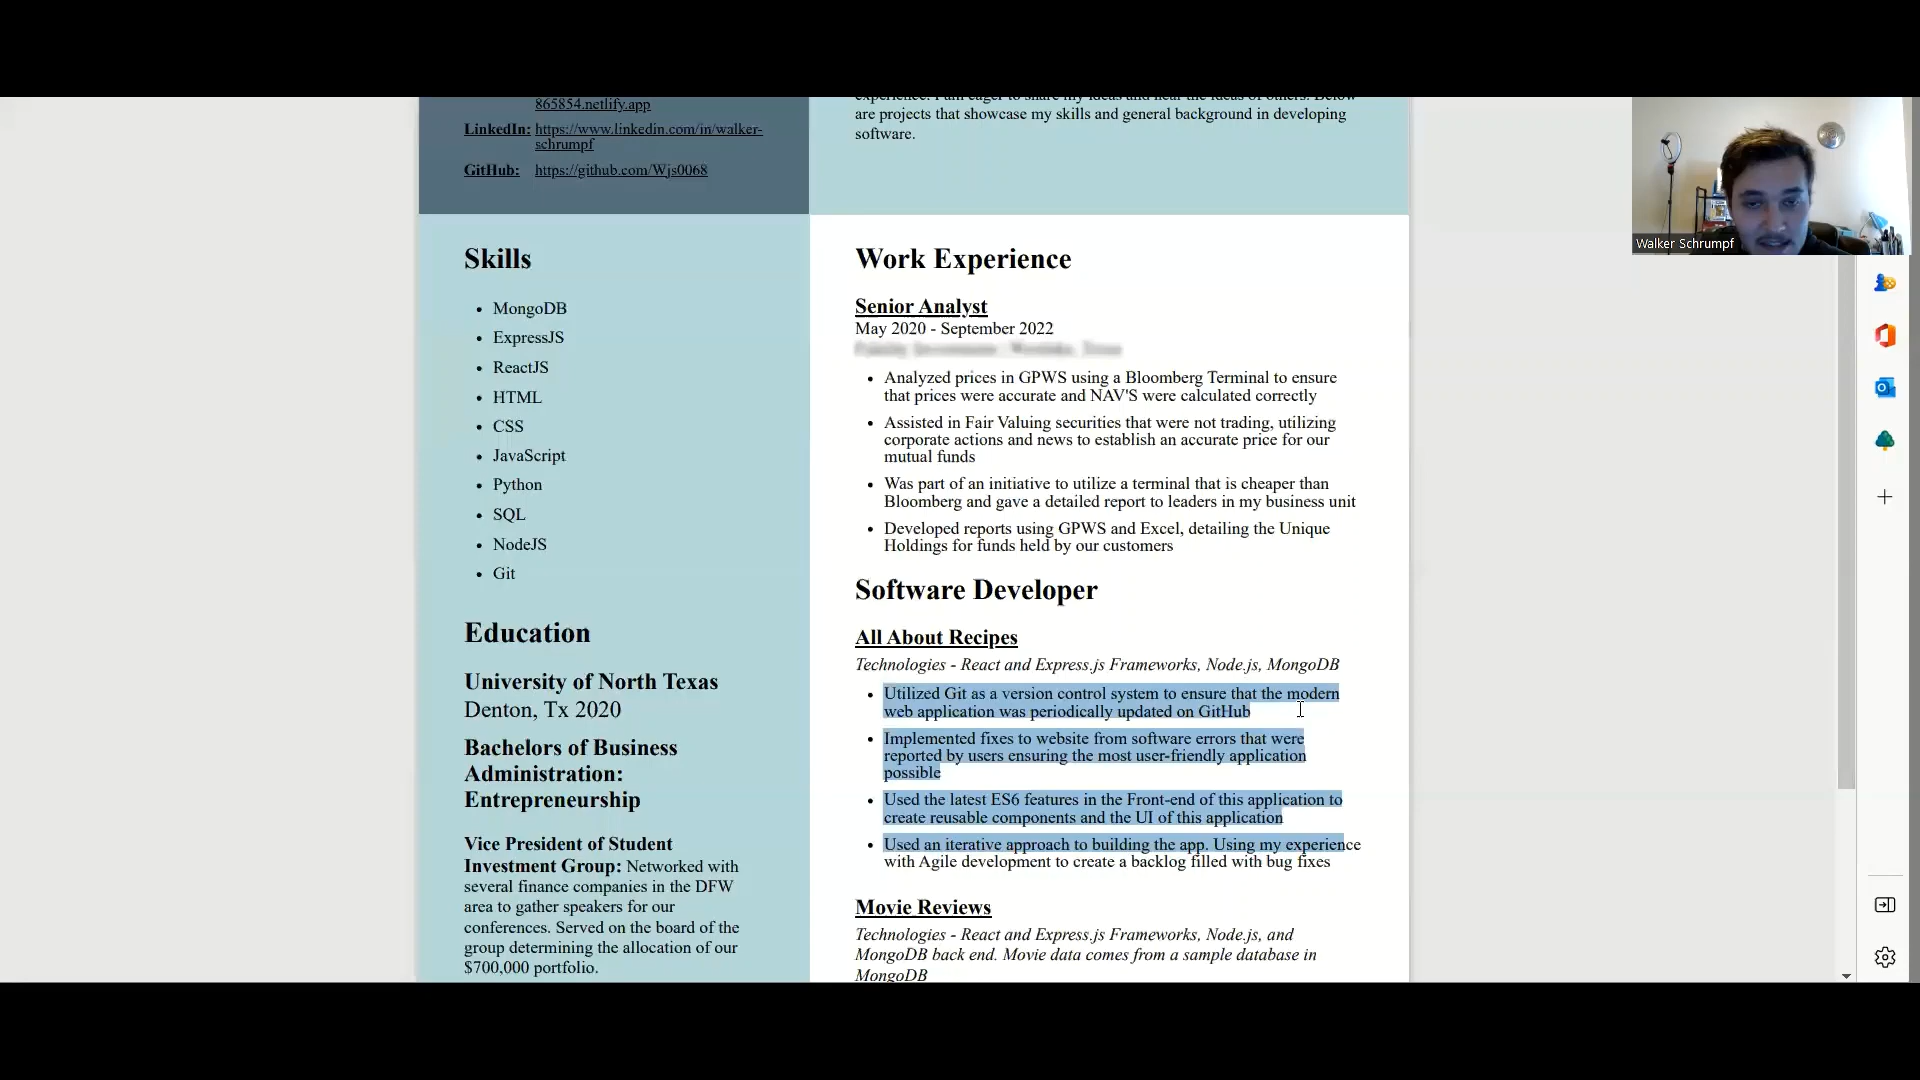 865854.netlify.app
LinkedIn: https://www.linkedin.com/in/walker-
schrumpf
GitHub: https://github.com/Wjs0068
experience. I am eager to share my ideas and hear the ideas of others. Below
are projects that showcase my skills and general background in developing
software.
Walker Schrumpf
Skills
MongoDB
ExpressJS
ReactJS
HTML
CSS
JavaScript
Python
SQL
NodeJS
Git
Education
University of North Texas
Denton, Tx 2020
Bachelors of Business
Administration:
Entrepreneurship
Vice President of Student
Investment Group: Networked with
several finance companies in the DFW
area to gather speakers for our
conferences. Served on the board of the
group determining the allocation of our
$700,000 portfolio.
Work Experience
Senior Analyst
May 2020 - September 2022
Analyzed prices in GPWS using a Bloomberg Terminal to ensure
that prices were accurate and NAV'S were calculated correctly
Assisted in Fair Valuing securities that were not trading, utilizing
corporate actions and news to establish an accurate price for our
mutual funds
Was part of an initiative to utilize a terminal that is cheaper than
Bloomberg and gave a detailed report to leaders in my business unit
Developed reports using GPWS and Excel, detailing the Unique
Holdings for funds held by our customers
Software Developer
All About Recipes
Technologies - React and Express.js Frameworks, Node.js, MongoDB
Utilized Git as a version control system to ensure that the modern
web application was periodically updated on GitHub
Implemented fixes to website from software errors that were
reported by users ensuring the most user-friendly application
possible
Used the latest ES6 features in the Front-end of this application to
create reusable components and the UI of this application
Used an iterative approach to building the app. Using my experience
with Agile development to create a backlog filled with bug fixes
Movie Reviews
Technologies - React and Express.js Frameworks, Node.js, and
MongoDB back end. Movie data comes from a sample database in
MongoDB